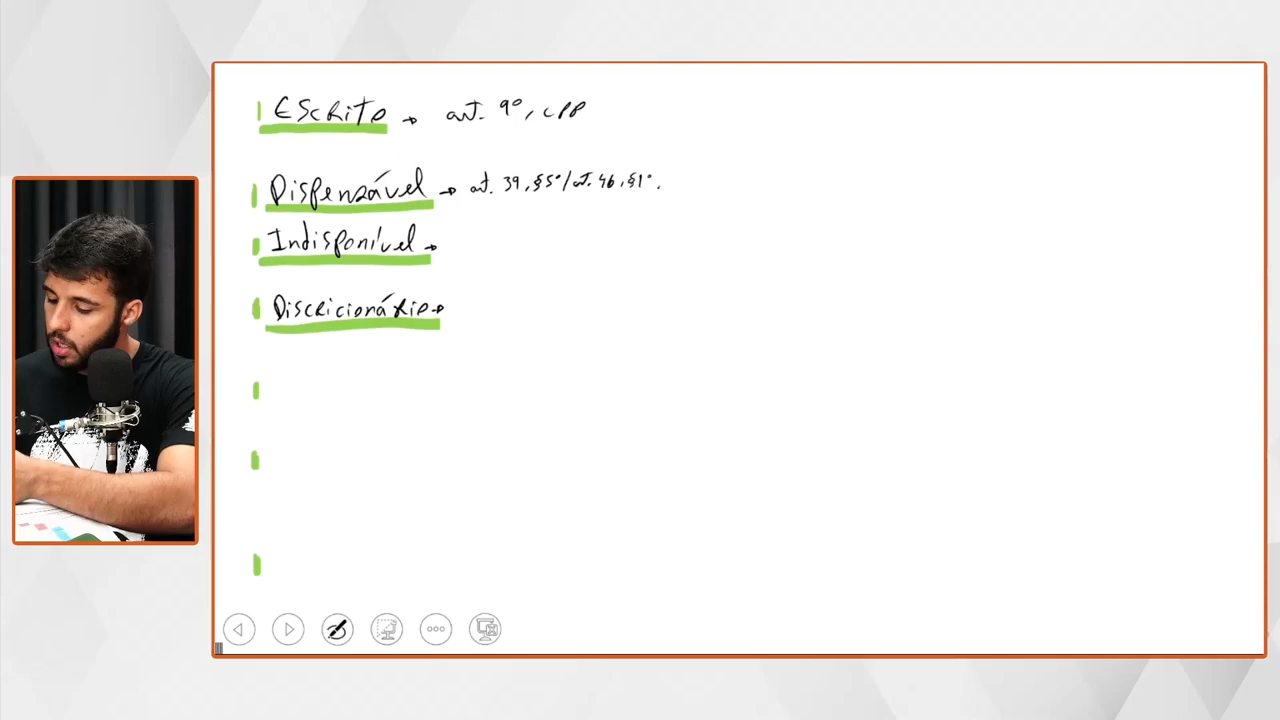 Escrito → art. 9º, CPP
Dispensável → art. 39, §5º/art. 46, §1º.
Indisponível →
Discricionário →